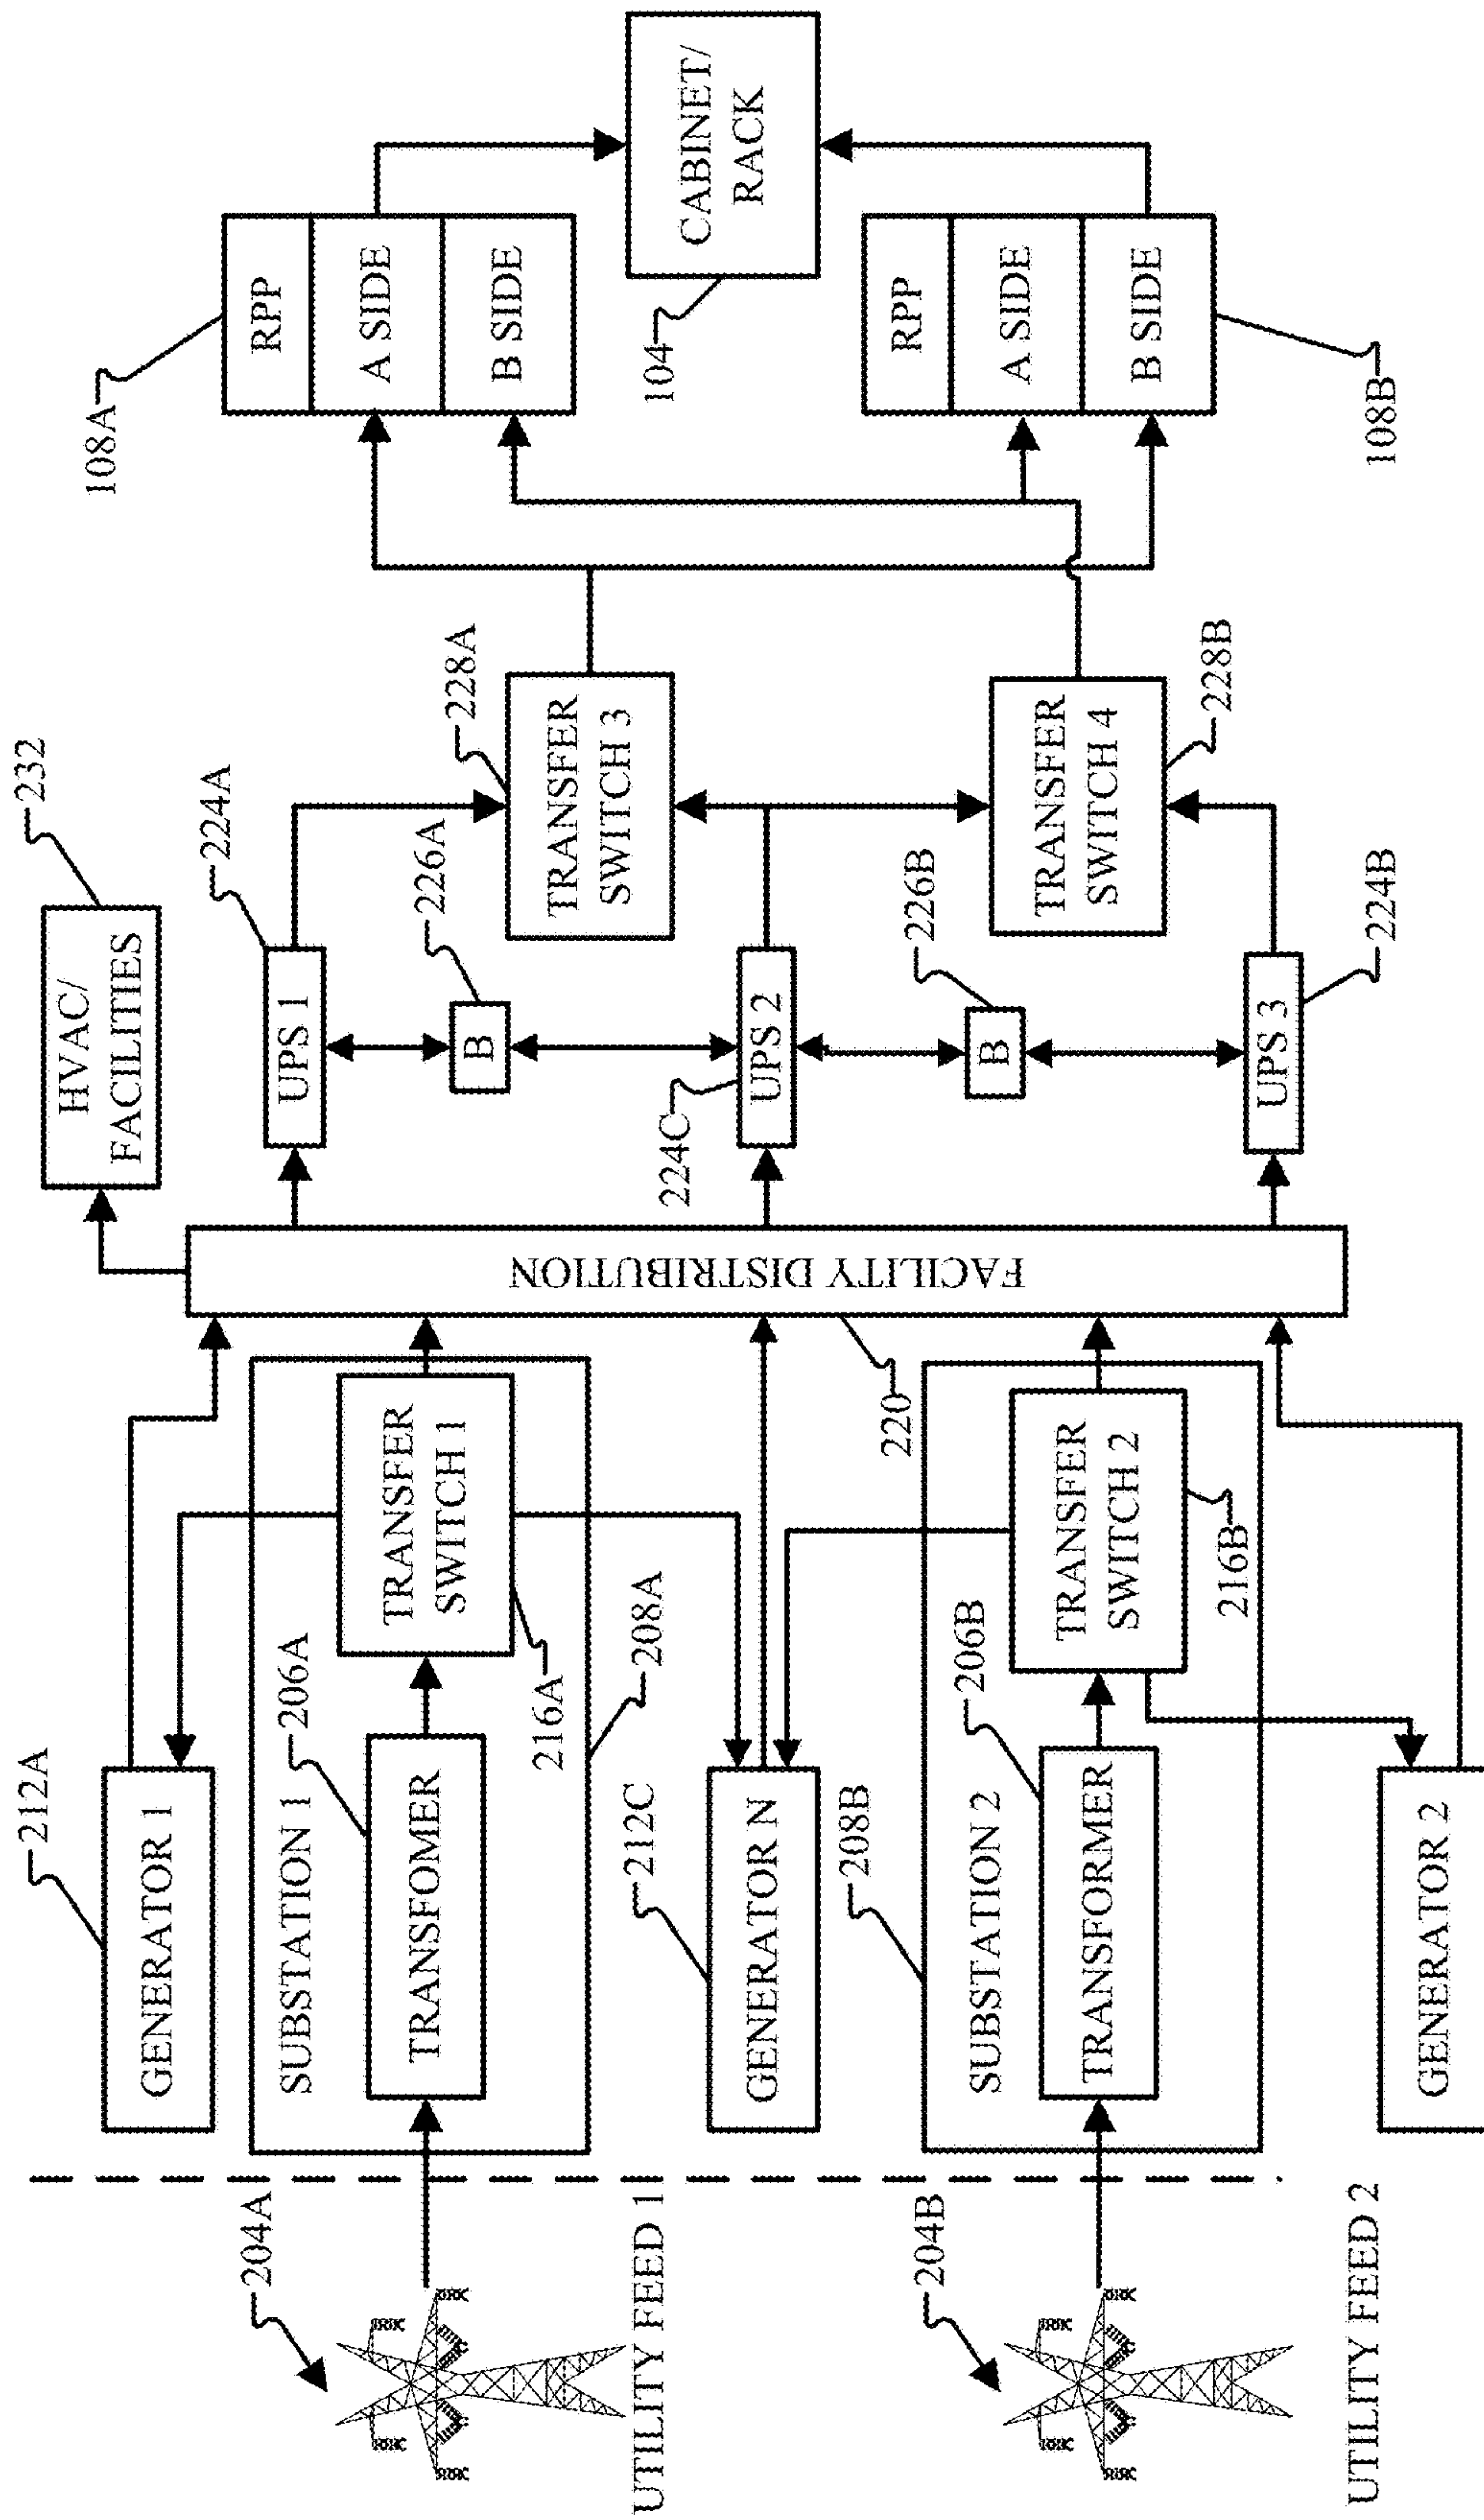 204A
UTILITY FEED 1
204B
UTILITY FEED 2
212A
GENERATOR 1
SUBSTATION 1
206A
TRANSFOMER
TRANSFER
SWITCH 1
216A
208A
212C
GENERATOR N
208B
SUBSTATION 2
206B
TRANSFORMER
TRANSFER
SWITCH 2
216B
GENERATOR 2
220
FACILITY DISTRIBUTION
HVAC/
FACILITIES
232
UPS 1
224A
B
226A
UPS 2
224C
B
226B
UPS 3
224B
TRANSFER
SWITCH 3
228A
TRANSFER
SWITCH 4
228B
108A
RPP
A SIDE
B SIDE
104
CABINET/
RACK
RPP
A SIDE
B SIDE
108B